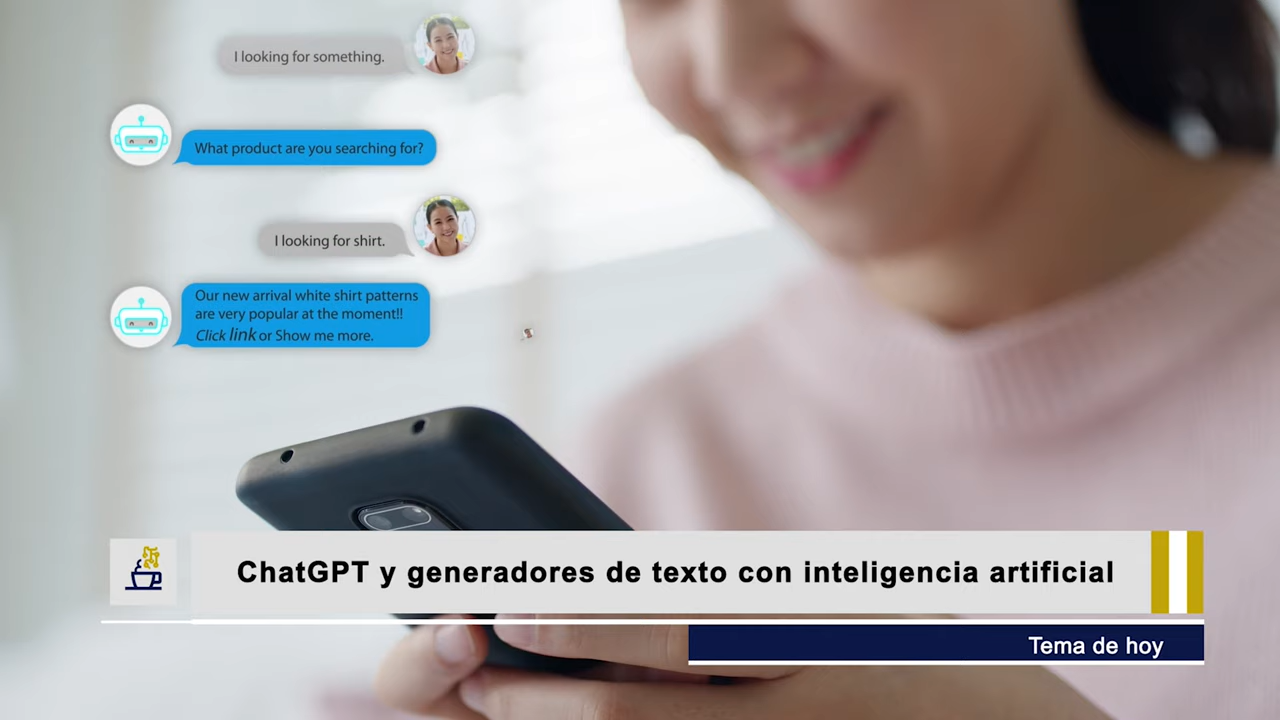 I looking for something.
What product are you searching for?
I looking for shirt.
Our new arrival white shirt patterns
are very popular at the moment!!
Click link or Show me more.
ChatGPT y generadores de texto con inteligencia artificial
Tema de hoy